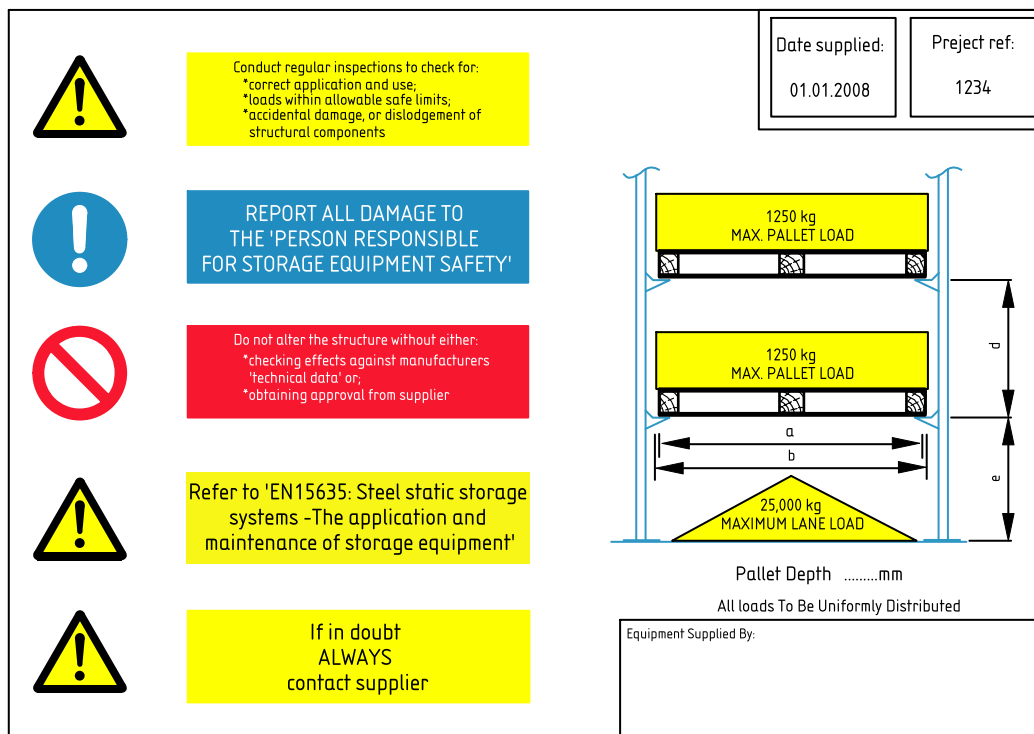 Conduct regular inspections to check for:
*correct application and use;
*loads within allowable safe limits;
*accidental damage, or dislodgement of
structural components
REPORT ALL DAMAGE TO
THE 'PERSON RESPONSIBLE
FOR STORAGE EQUIPMENT SAFETY'
Do not alter the structure without either:
*checking effects against manufacturers
'technical data' or;
*obtaining approval from supplier
Refer to 'EN15635: Steel static storage
systems -The application and
maintenance of storage equipment'
If in doubt
ALWAYS
contact supplier
Date supplied:
01.01.2008
Preject ref:
1234
1250 kg
MAX. PALLET LOAD
1250 kg
MAX. PALLET LOAD
d
a
b
e
25,000 kg
MAXIMUM LANE LOAD
Pallet Depth .........mm
All loads To Be Uniformly Distributed
Equipment Supplied By: